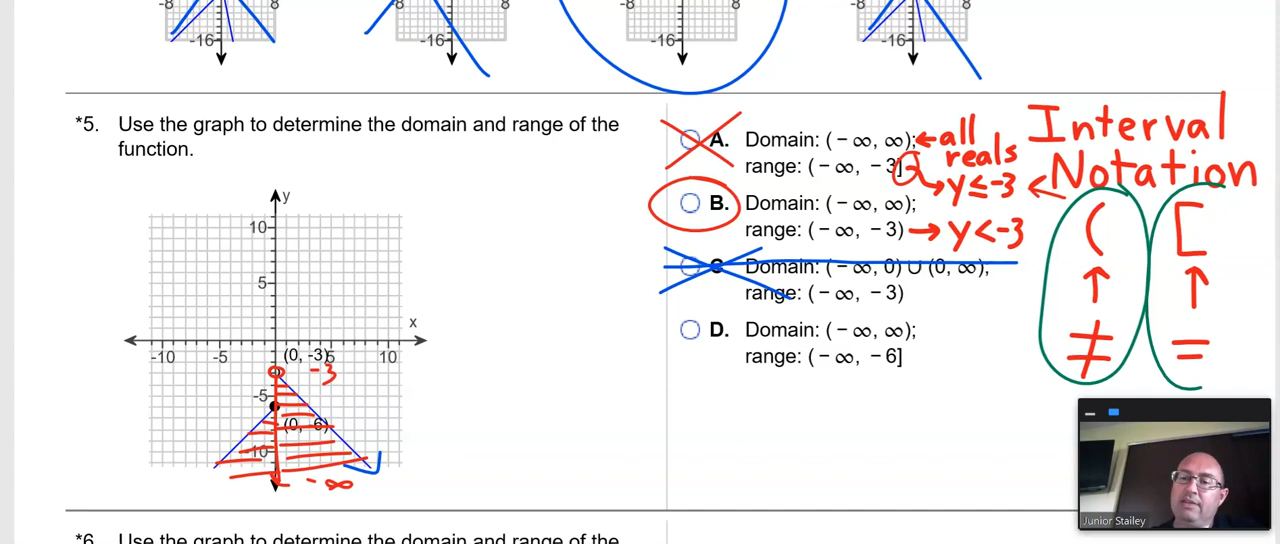 -8 8 -8 8 -8 8 -8 8
-16 -16 -16 -16
*5. Use the graph to determine the domain and range of the
function.
y
10
5
x
-10 -5 5 10
(0, -3)
-3
-5
(0, -6)
-10
-∞
A. Domain: (-∞, ∞);
range: (-∞, -3]
B. Domain: (-∞, ∞);
range: (-∞, -3)
C Domain: (-∞, 0) ∪ (0, ∞);
range: (-∞, -3)
D. Domain: (-∞, ∞);
range: (-∞, -6]
←all
reals
→y≤-3 ←
→ y<-3
Interval
Notation
( [
↑ ↑
≠ =
Junior Stailey
*6. Use the graph to determine the domain and range of the